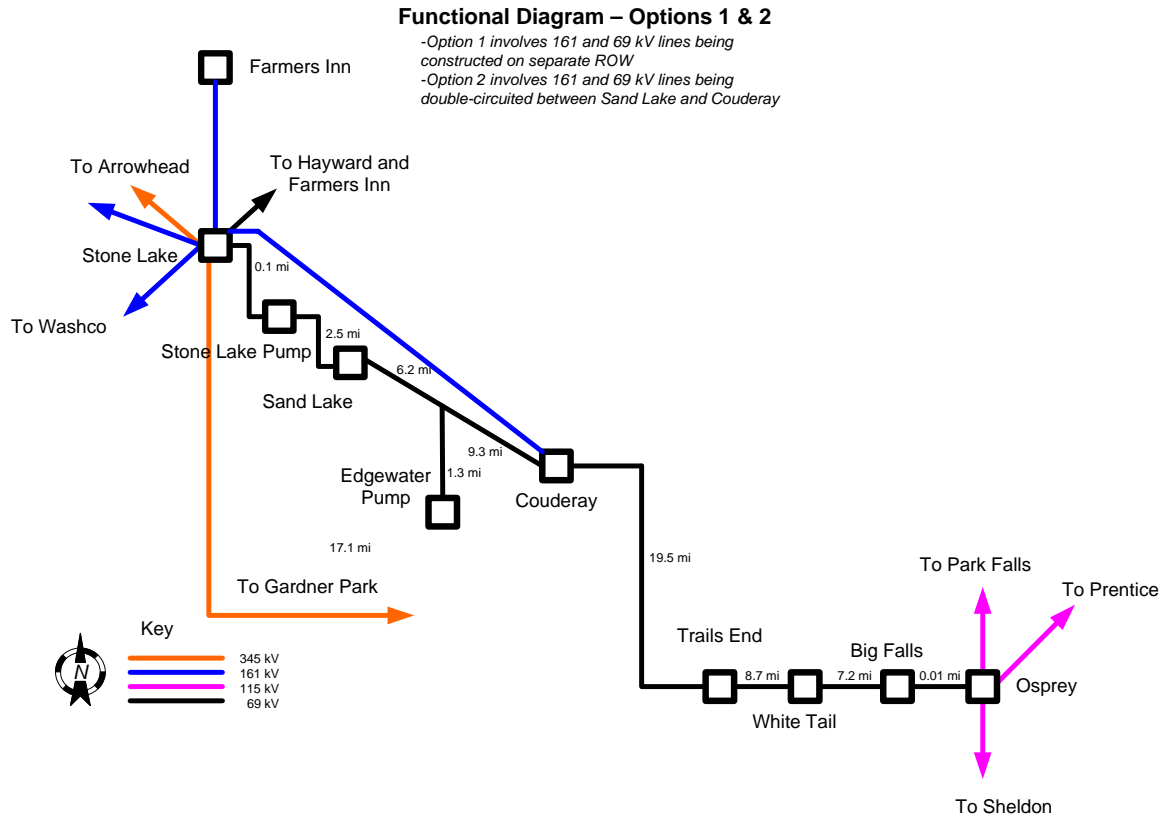 Functional Diagram – Options 1 & 2
-Option 1 involves 161 and 69 kV lines being
constructed on separate ROW
-Option 2 involves 161 and 69 kV lines being
double-circuited between Sand Lake and Couderay
Farmers Inn
To Arrowhead
To Hayward and
Farmers Inn
Stone Lake
0.1 mi
To Washco
2.5 mi
Stone Lake Pump
6.2 mi
Sand Lake
9.3 mi
Edgewater
Pump
1.3 mi
Couderay
17.1 mi
19.5 mi
To Gardner Park
To Park Falls
To Prentice
Key
Trails End
Big Falls
N
345 kV
161 kV
115 kV
69 kV
8.7 mi
7.2 mi
0.01 mi
Osprey
White Tail
To Sheldon